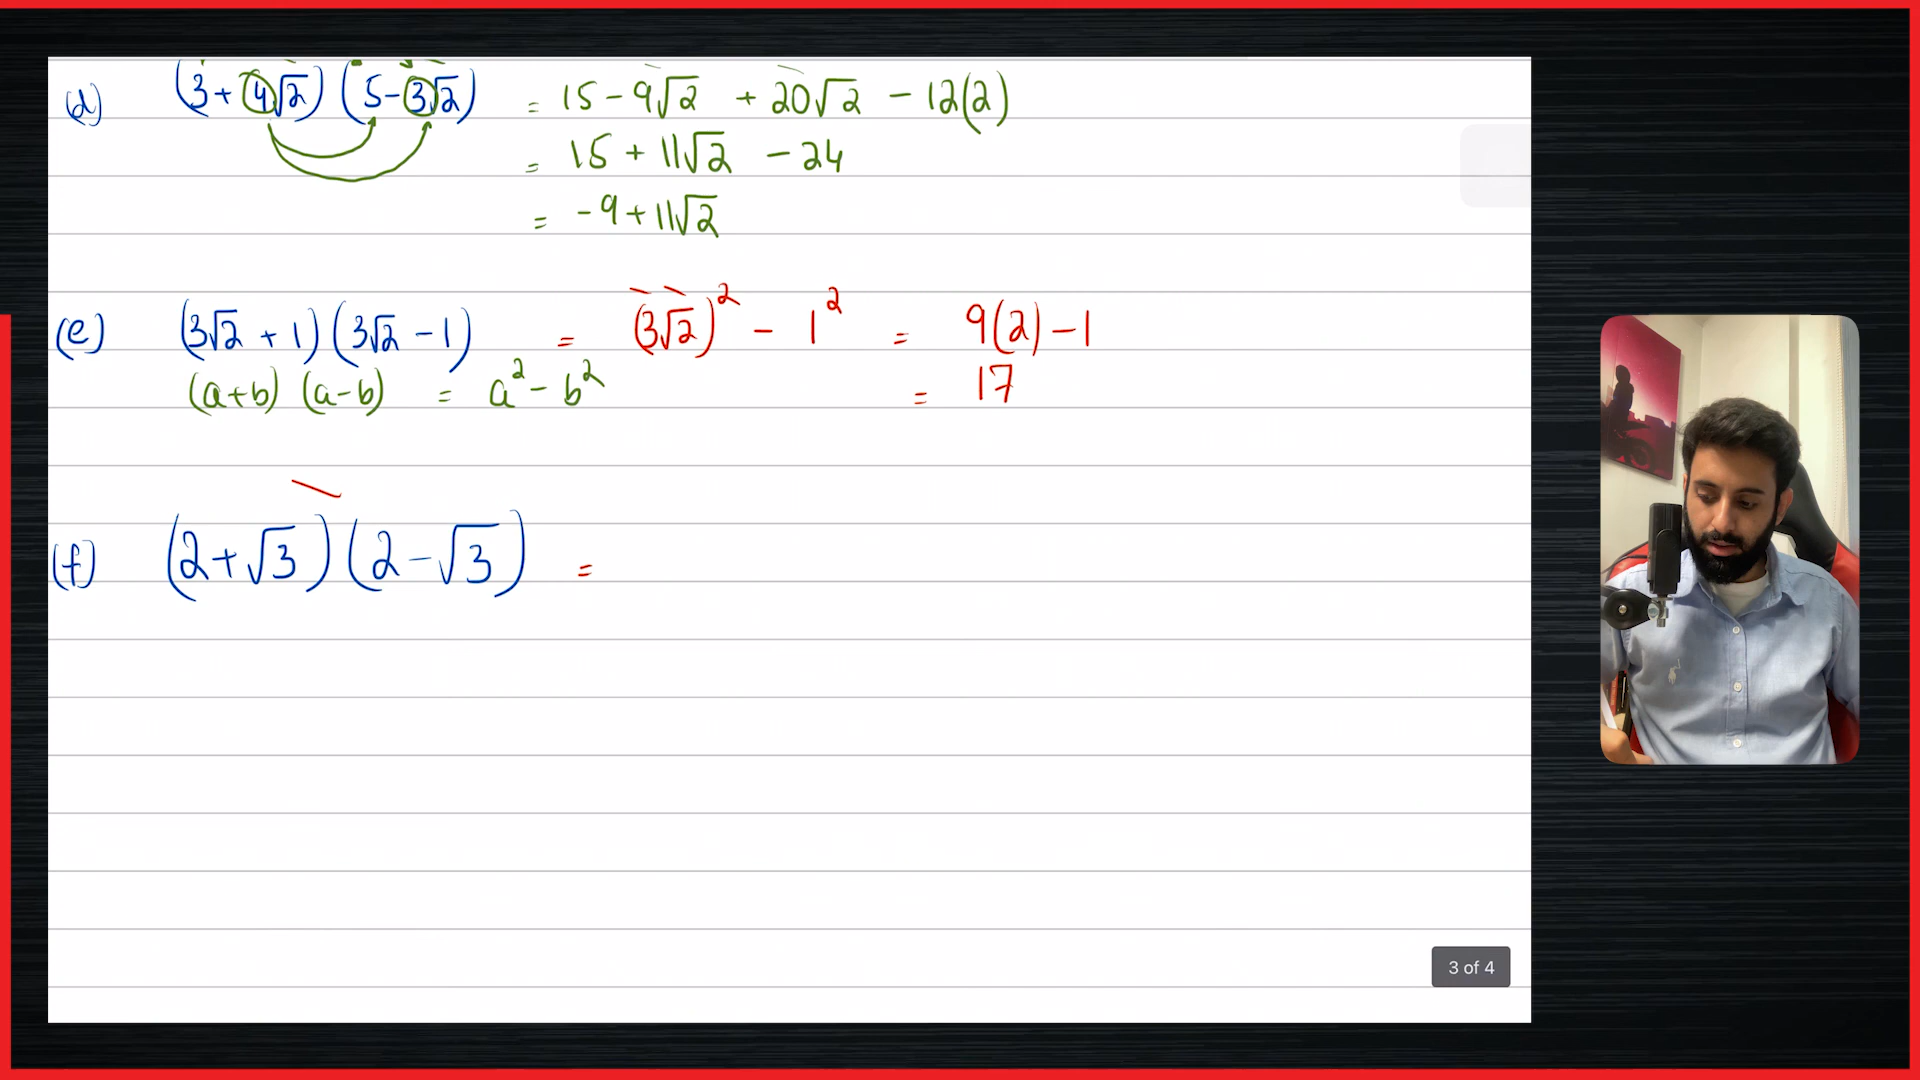 (d) (3+4√2)(5-3√2) = 15-9√2 + 20√2 - 12(2)
= 15 + 11√2 - 24
= -9+11√2
(e) (3√2 + 1)(3√2 - 1) = (3√2)² - 1² = 9(2) - 1
(a+b) (a-b) = a² - b² = 17
(f) (2+√3)(2-√3) =
3 of 4